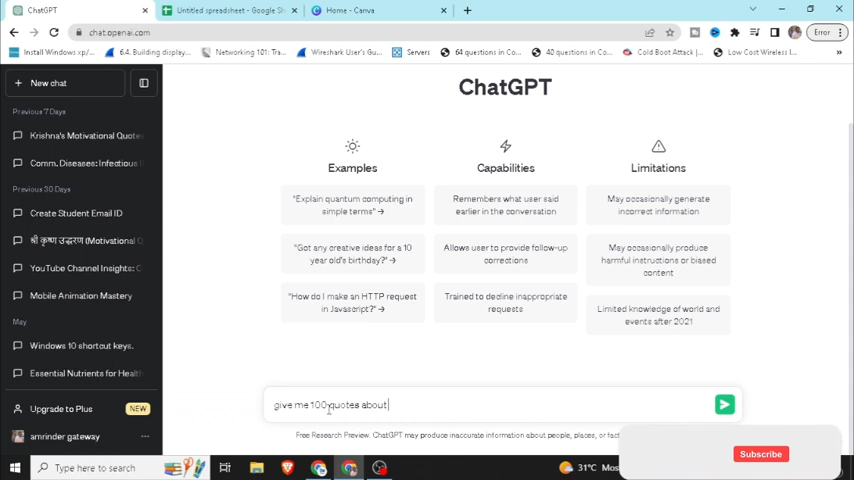 ChatGPT
Untitled spreadsheet - Google Sh
Home - Canva
chat.openai.com
Error
Install Windows xp/...
6.4. Building display...
Networking 101: Tra...
Wireshark User's Gu...
Servers
64 questions in Co...
40 questions in Co...
Cold Boot Attack |...
Low Cost Wireless I...
New chat
Previous 7 Days
Krishna's Motivational Quotes
Comm. Diseases: Infectious
Previous 30 Days
Create Student Email ID
श्री कृष्ण उद्धरण (Motivational Q
YouTube Channel Insights: C
Mobile Animation Mastery
May
Windows 10 shortcut keys.
Essential Nutrients for Health
Upgrade to Plus
NEW
amrinder gateway
ChatGPT
Examples
Capabilities
Limitations
"Explain quantum computing in
simple terms" →
Remembers what user said
earlier in the conversation
May occasionally generate
incorrect information
"Got any creative ideas for a 10
year old's birthday?" →
Allows user to provide follow-up
corrections
May occasionally produce
harmful instructions or biased
content
"How do I make an HTTP request
in Javascript?" →
Trained to decline inappropriate
requests
Limited knowledge of world and
events after 2021
give me 100 quotes about
Free Research Preview. ChatGPT may produce inaccurate information about people, places, or fact
Subscribe
Type here to search
31°C Mos